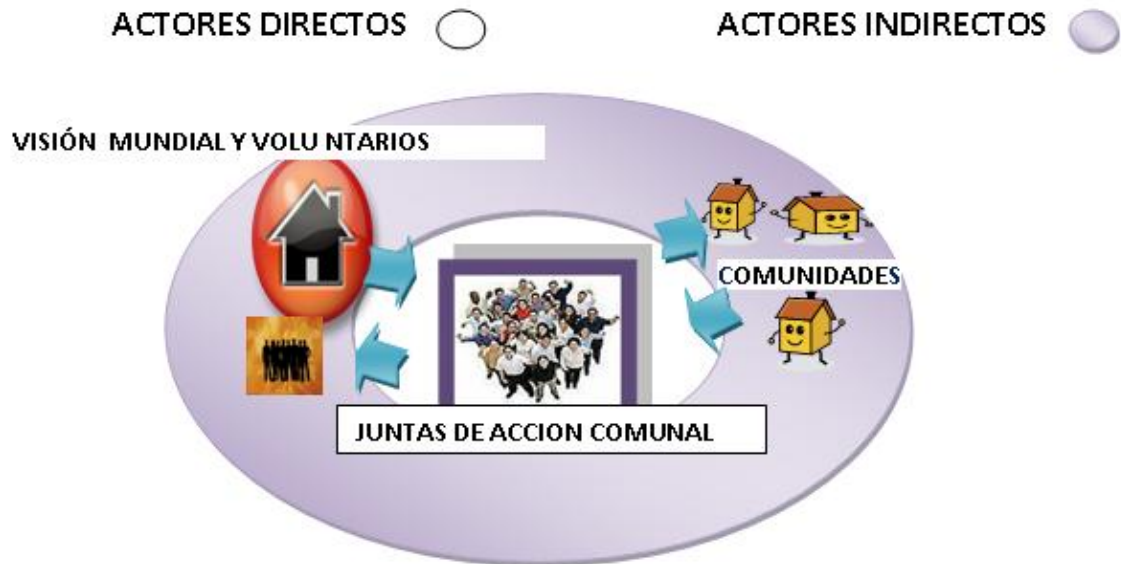 ACTORES DIRECTOS
ACTORES INDIRECTOS
VISIÓN MUNDIAL Y VOLU NTARIOS
COMUNIDADES
JUNTAS DE ACCION COMUNAL